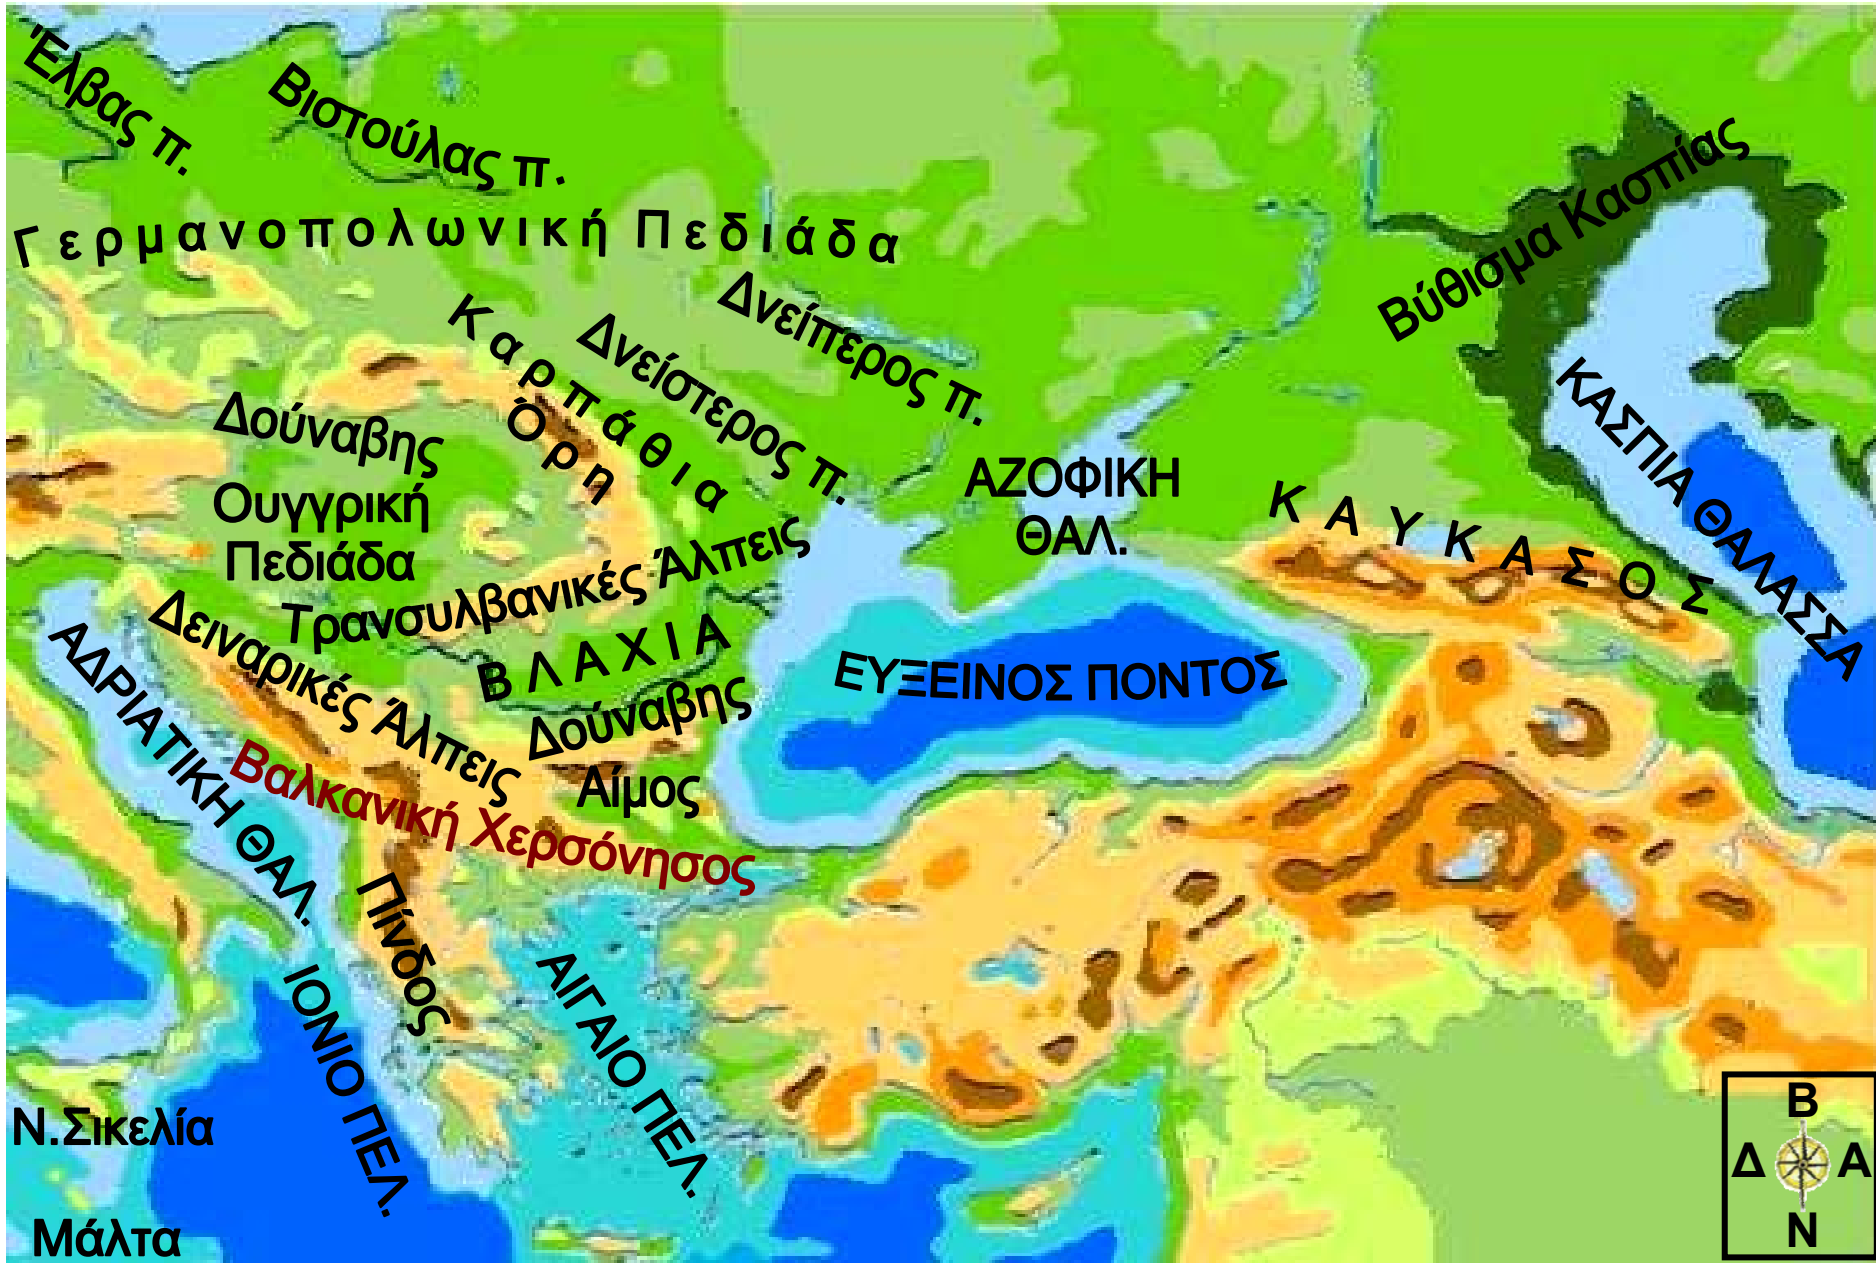 Έλβας π.
Βιστούλας π.
Γερμανοπολωνική Πεδιάδα
Βύθισμα Κασπίας
Δνείπερος π.
Δνείστερος π.
Καρπάθια
Όρη
Δούναβης
Ουγγρική
Πεδιάδα
ΑΖΟΦΙΚΗ
ΘΑΛ.
ΚΑΥΚΑΣΟΣ
ΚΑΣΠΙΑ ΘΑΛΑΣΣΑ
Τρανσυλβανικές Άλπεις
ΒΛΑΧΙΑ
Δούναβης
Δειναρικές Άλπεις
ΕΥΞΕΙΝΟΣ ΠΟΝΤΟΣ
ΑΔΡΙΑΤΙΚΗ ΘΑΛ.
Αίμος
Βαλκανική Χερσόνησος
Πίνδος
ΙΟΝΙΟ ΠΕΛ.
ΑΙΓΑΙΟ ΠΕΛ.
Ν.Σικελία
Μάλτα
Β
Δ Α
Ν